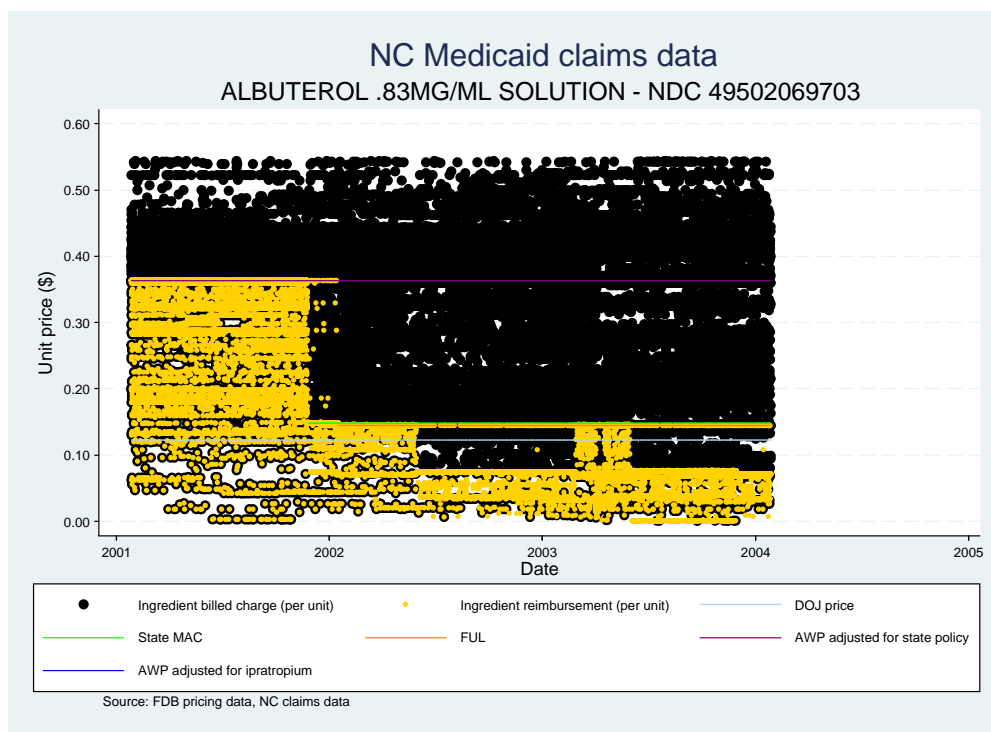 NC Medicaid claims data
ALBUTEROL .83MG/ML SOLUTION - NDC 49502069703
0.60
0.50
0.40
0.30
0.20
0.10
0.00
Unit price ($)
2001 2002 2003 2004 2005
Date
Ingredient billed charge (per unit) Ingredient reimbursement (per unit) DOJ price
State MAC FUL AWP adjusted for state policy
AWP adjusted for ipratropium
Source: FDB pricing data, NC claims data